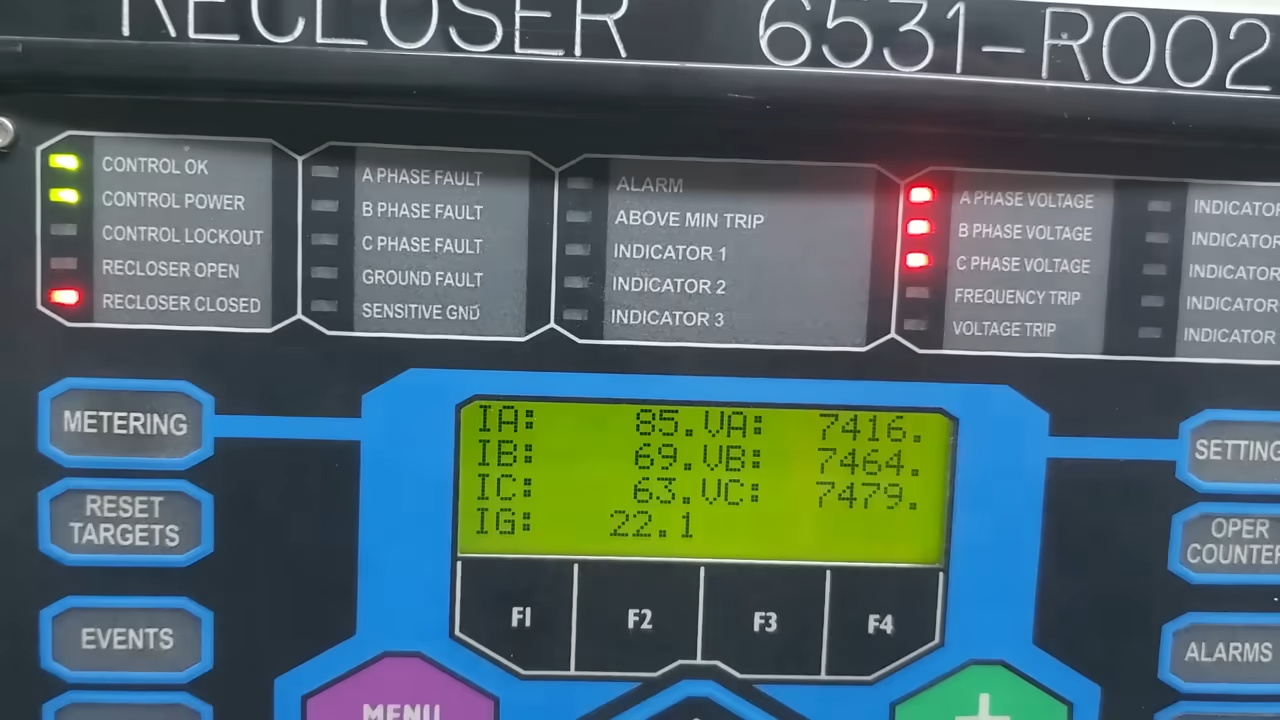 RECLOSER 6531-R002
CONTROL OK
CONTROL POWER
CONTROL LOCKOUT
RECLOSER OPEN
RECLOSER CLOSED
A PHASE FAULT
B PHASE FAULT
C PHASE FAULT
GROUND FAULT
SENSITIVE GND
ALARM
ABOVE MIN TRIP
INDICATOR 1
INDICATOR 2
INDICATOR 3
A PHASE VOLTAGE
B PHASE VOLTAGE
C PHASE VOLTAGE
FREQUENCY TRIP
VOLTAGE TRIP
INDICATOR
INDICATOR
INDICATOR
INDICATOR
INDICATOR
METERING
RESET
TARGETS
EVENTS
IA: 85. VA: 7416.
IB: 69. VB: 7464.
IC: 63. VC: 7479.
IG: 22.1
F1 F2 F3 F4
MENU
+
SETTING
OPER
COUNTE
ALARMS